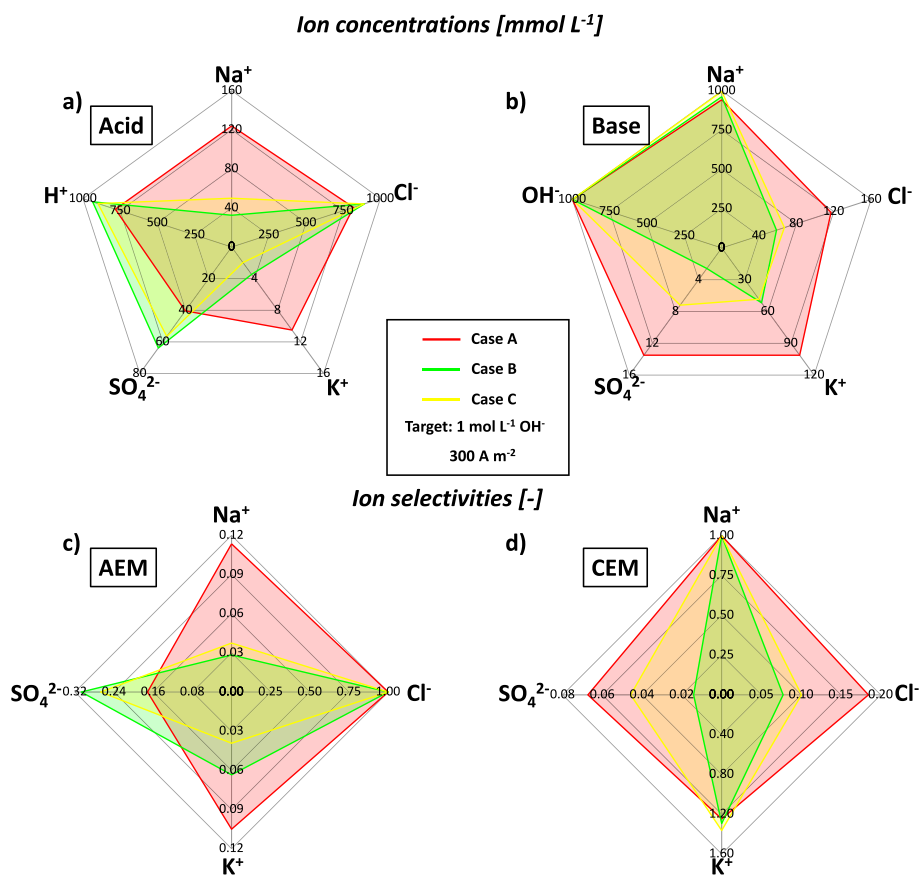 Ion concentrations [mmol L⁻¹]
a)
Acid
Na⁺
160
120
80
40
0
Cl⁻
1000
750
500
250
K⁺
16
12
8
4
SO₄²⁻
80
60
40
20
H⁺
1000
750
500
250
b)
Base
Na⁺
1000
750
500
250
0
Cl⁻
160
120
80
40
K⁺
120
90
60
30
SO₄²⁻
16
12
8
4
OH⁻
1000
750
500
250
Case A
Case B
Case C
Target: 1 mol L⁻¹ OH⁻
300 A m⁻²
Ion selectivities [-]
c)
AEM
Na⁺
0.12
0.09
0.06
0.03
SO₄²⁻ 0.32 0.24 0.16 0.08 0.00 0.25 0.50 0.75 1.00 Cl⁻
0.03
0.06
0.09
0.12
K⁺
d)
CEM
Na⁺
1.00
0.75
0.50
0.25
SO₄²⁻ 0.08 0.06 0.04 0.02 0.00 0.05 0.10 0.15 0.20 Cl⁻
0.40
0.80
1.20
1.60
K⁺